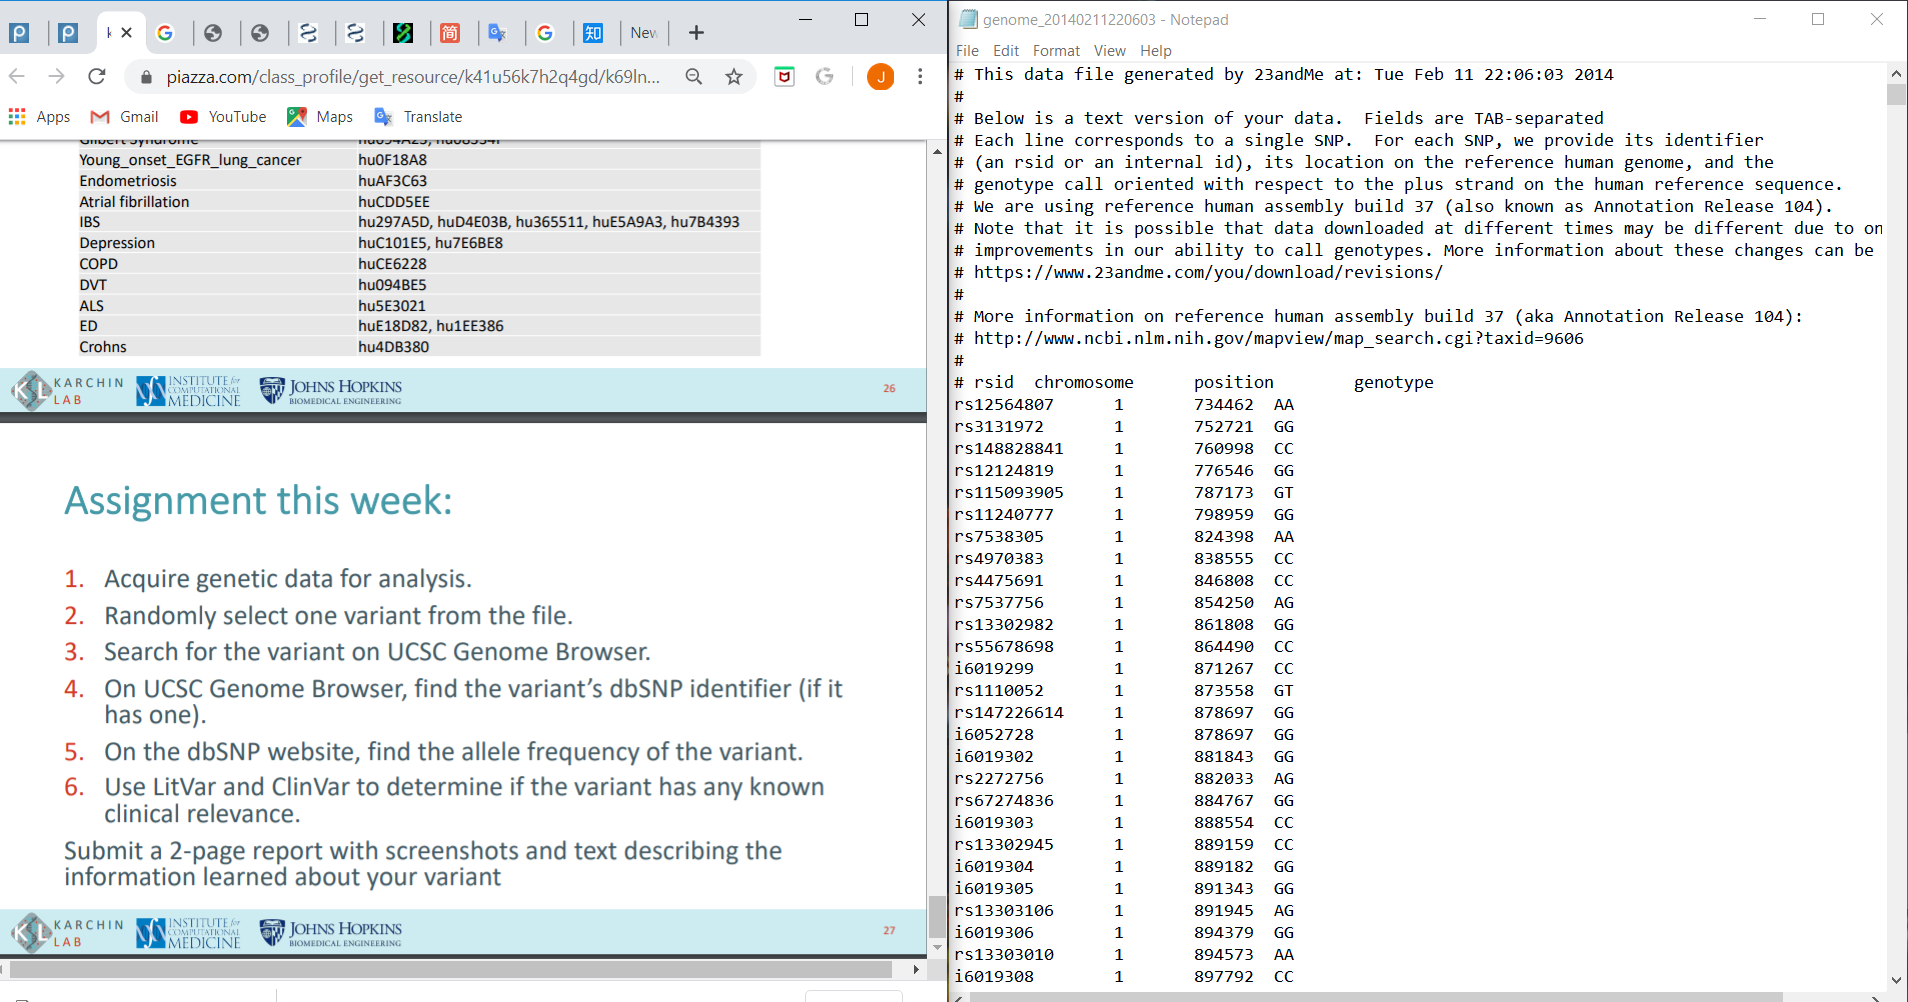 New
piazza.com/class_profile/get_resource/k41u56k7h2q4gd/k69ln...
J
Apps Gmail YouTube Maps Translate
Gilbert Syndrome hu094A25, hu68534F
Young_onset_EGFR_lung_cancer hu0F18A8
Endometriosis huAF3C63
Atrial fibrillation huCDD5EE
IBS hu297A5D, huD4E03B, hu365511, huE5A9A3, hu7B4393
Depression huC101E5, hu7E6BE8
COPD huCE6228
DVT hu094BE5
ALS hu5E3021
ED huE18D82, hu1EE386
Crohns hu4DB380
KARCHIN LAB
INSTITUTE for COMPUTATIONAL MEDICINE
JOHNS HOPKINS
BIOMEDICAL ENGINEERING
26
Assignment this week:
1. Acquire genetic data for analysis.
2. Randomly select one variant from the file.
3. Search for the variant on UCSC Genome Browser.
4. On UCSC Genome Browser, find the variant’s dbSNP identifier (if it
has one).
5. On the dbSNP website, find the allele frequency of the variant.
6. Use LitVar and ClinVar to determine if the variant has any known
clinical relevance.
Submit a 2-page report with screenshots and text describing the
information learned about your variant
KARCHIN LAB
INSTITUTE for COMPUTATIONAL MEDICINE
JOHNS HOPKINS
BIOMEDICAL ENGINEERING
27
genome_20140211220603 - Notepad
File Edit Format View Help
# This data file generated by 23andMe at: Tue Feb 11 22:06:03 2014
#
# Below is a text version of your data. Fields are TAB-separated
# Each line corresponds to a single SNP. For each SNP, we provide its identifier
# (an rsid or an internal id), its location on the reference human genome, and the
# genotype call oriented with respect to the plus strand on the human reference sequence.
# We are using reference human assembly build 37 (also known as Annotation Release 104).
# Note that it is possible that data downloaded at different times may be different due to on
# improvements in our ability to call genotypes. More information about these changes can be
# https://www.23andme.com/you/download/revisions/
#
# More information on reference human assembly build 37 (aka Annotation Release 104):
# http://www.ncbi.nlm.nih.gov/mapview/map_search.cgi?taxid=9606
#
# rsid chromosome position genotype
rs12564807 1 734462 AA
rs3131972 1 752721 GG
rs148828841 1 760998 CC
rs12124819 1 776546 GG
rs115093905 1 787173 GT
rs11240777 1 798959 GG
rs7538305 1 824398 AA
rs4970383 1 838555 CC
rs4475691 1 846808 CC
rs7537756 1 854250 AG
rs13302982 1 861808 GG
rs55678698 1 864490 CC
i6019299 1 871267 CC
rs1110052 1 873558 GT
rs147226614 1 878697 GG
i6052728 1 878697 GG
i6019302 1 881843 GG
rs2272756 1 882033 AG
rs67274836 1 884767 GG
i6019303 1 888554 CC
rs13302945 1 889159 CC
i6019304 1 889182 GG
i6019305 1 891343 GG
rs13303106 1 891945 AG
i6019306 1 894379 GG
rs13303010 1 894573 AA
i6019308 1 897792 CC